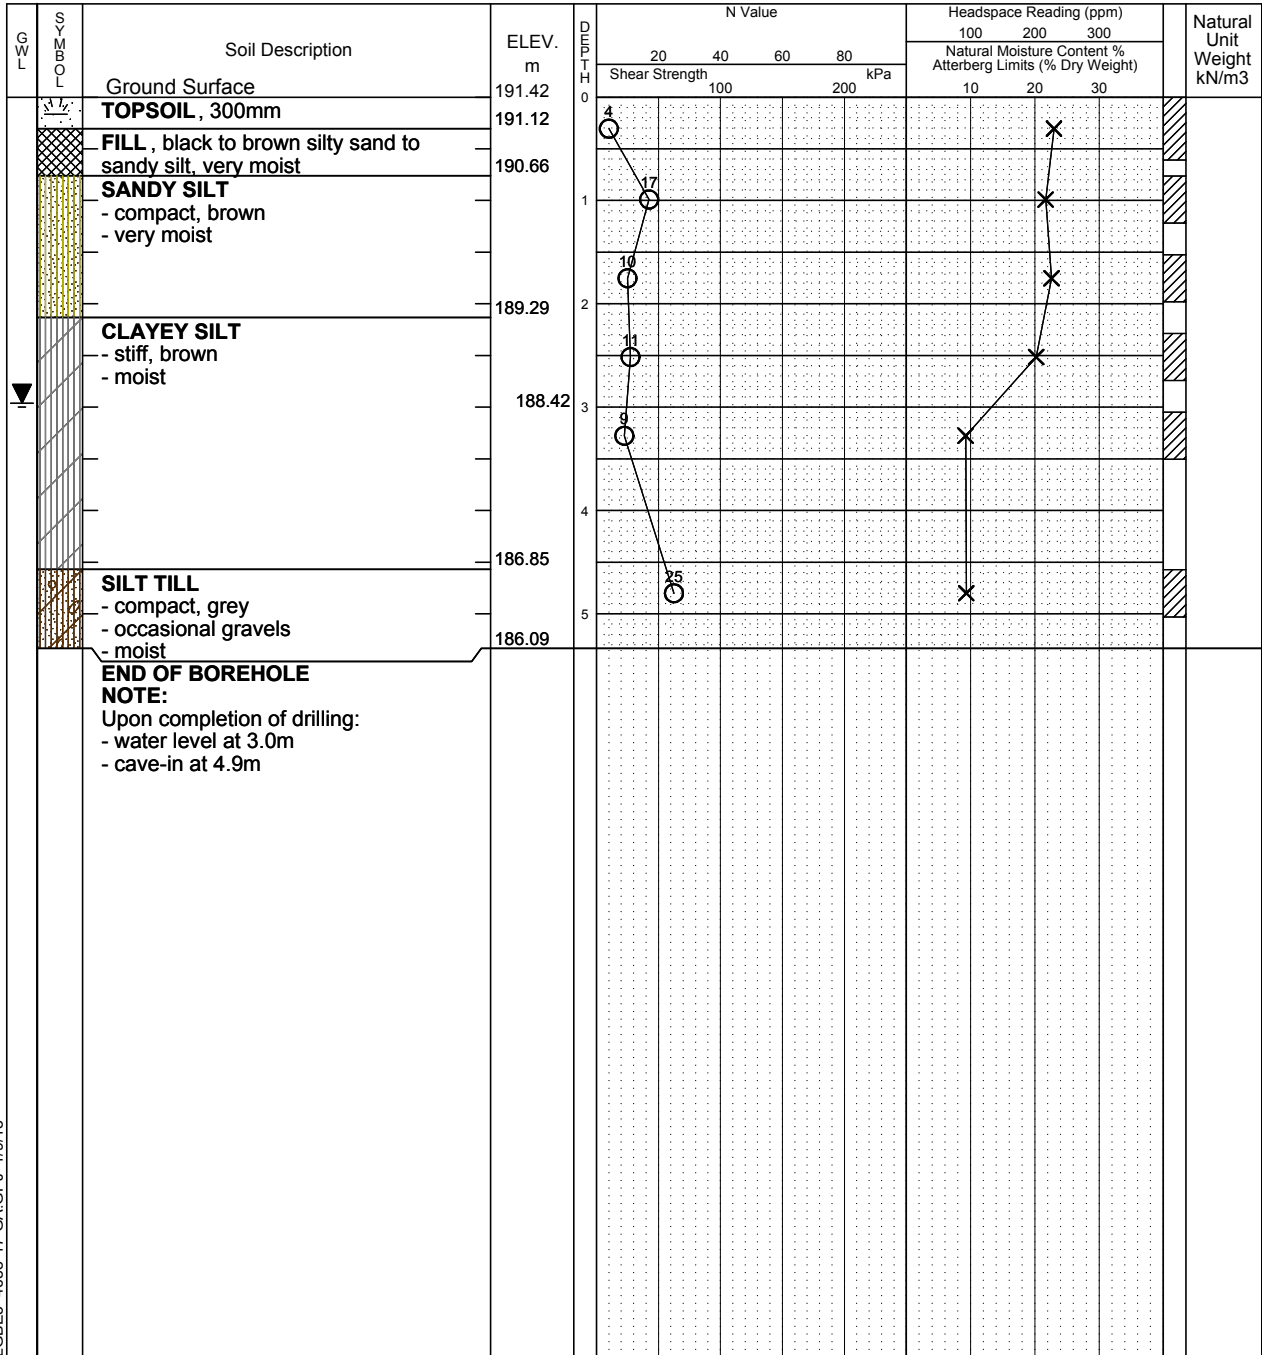 GWL
SYMBOL
Soil Description
Ground Surface
ELEV.
m
191.42
DEPTH
N Value
20 40 60 80
Shear Strength kPa
100 200
Headspace Reading (ppm)
100 200 300
Natural Moisture Content %
Atterberg Limits (% Dry Weight)
10 20 30
Natural
Unit
Weight
kN/m3
0
TOPSOIL, 300mm
191.12
4
FILL, black to brown silty sand to
sandy silt, very moist
190.66
SANDY SILT
- compact, brown
- very moist
17
1
10
2
189.29
CLAYEY SILT
- stiff, brown
- moist
11
188.42
3
9
4
186.85
SILT TILL
- compact, grey
- occasional gravels
- moist
25
5
186.09
END OF BOREHOLE
NOTE:
Upon completion of drilling:
- water level at 3.0m
- cave-in at 4.9m